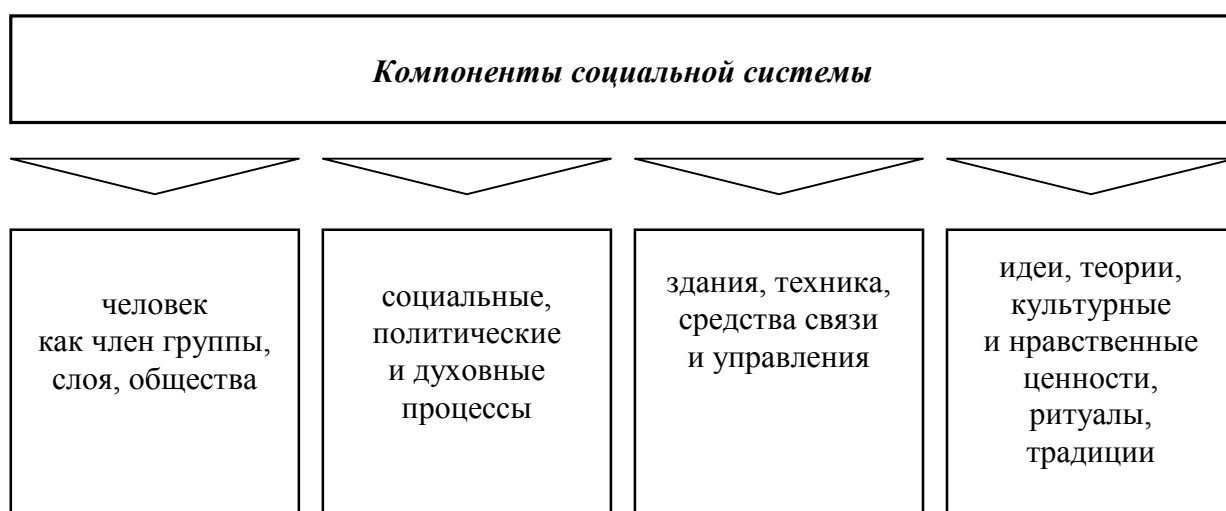 Компоненты социальной системы
человек
как член группы,
слоя, общества
социальные,
политические
и духовные
процессы
здания, техника,
средства связи
и управления
идеи, теории,
культурные
и нравственные
ценности,
ритуалы,
традиции